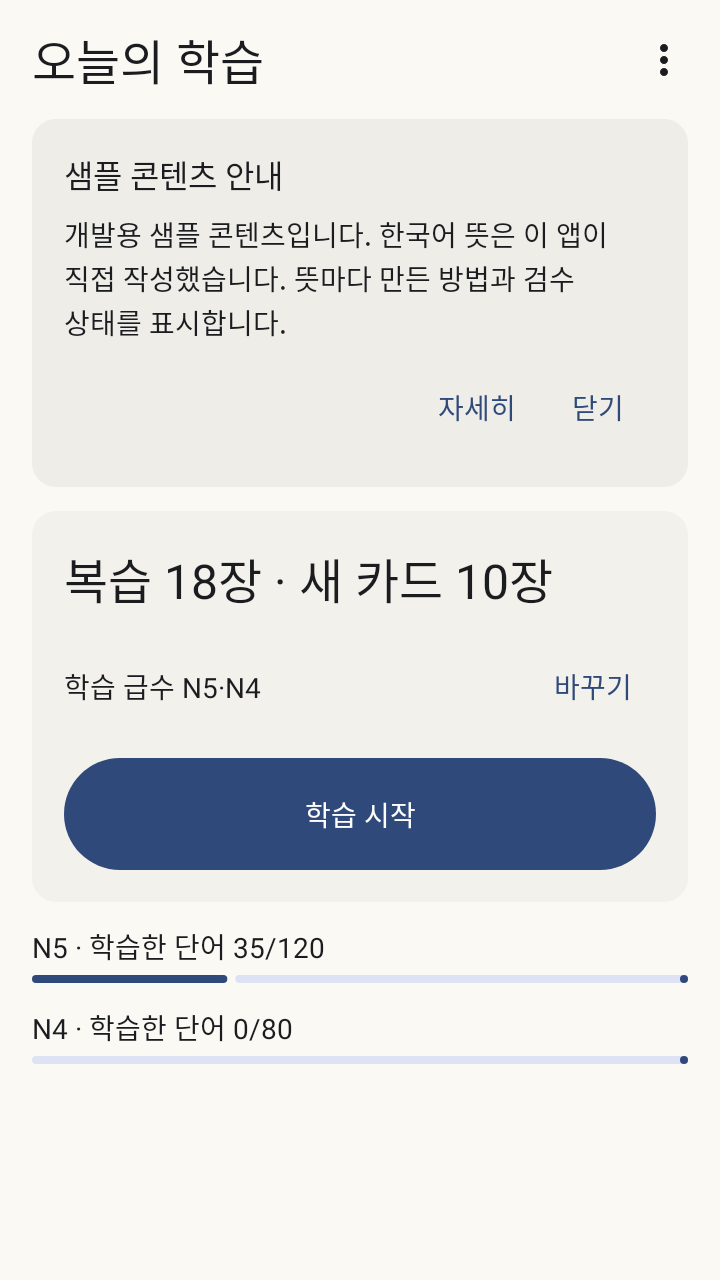 오늘의 학습
샘플 콘텐츠 안내
개발용 샘플 콘텐츠입니다. 한국어 뜻은 이 앱이
직접 작성했습니다. 뜻마다 만든 방법과 검수
상태를 표시합니다.
자세히 닫기
복습 18장 · 새 카드 10장
학습 급수 N5·N4 바꾸기
학습 시작
N5 · 학습한 단어 35/120
N4 · 학습한 단어 0/80